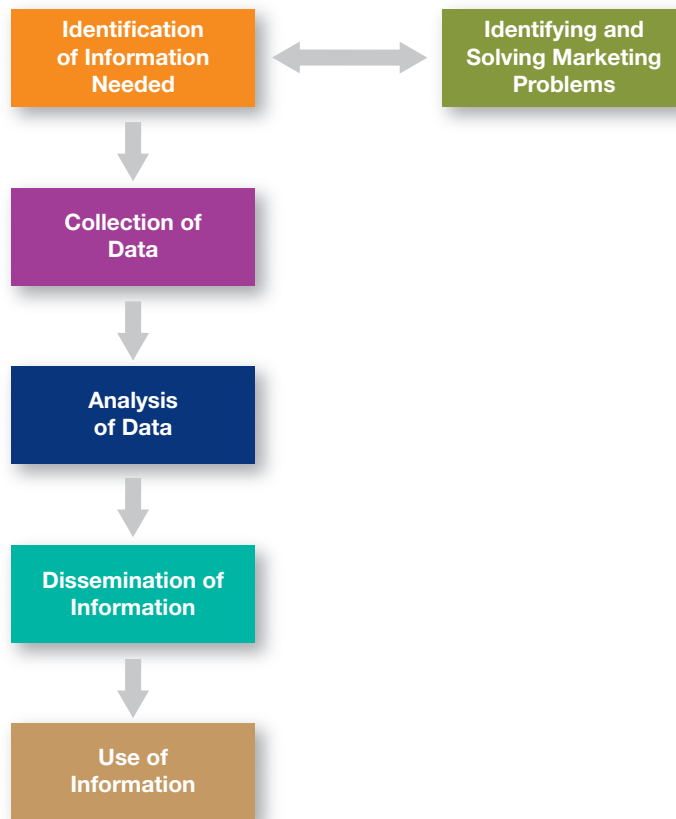 Identification
of Information
Needed
Identifying and
Solving Marketing
Problems
Collection of
Data
Analysis
of Data
Dissemination of
Information
Use of
Information